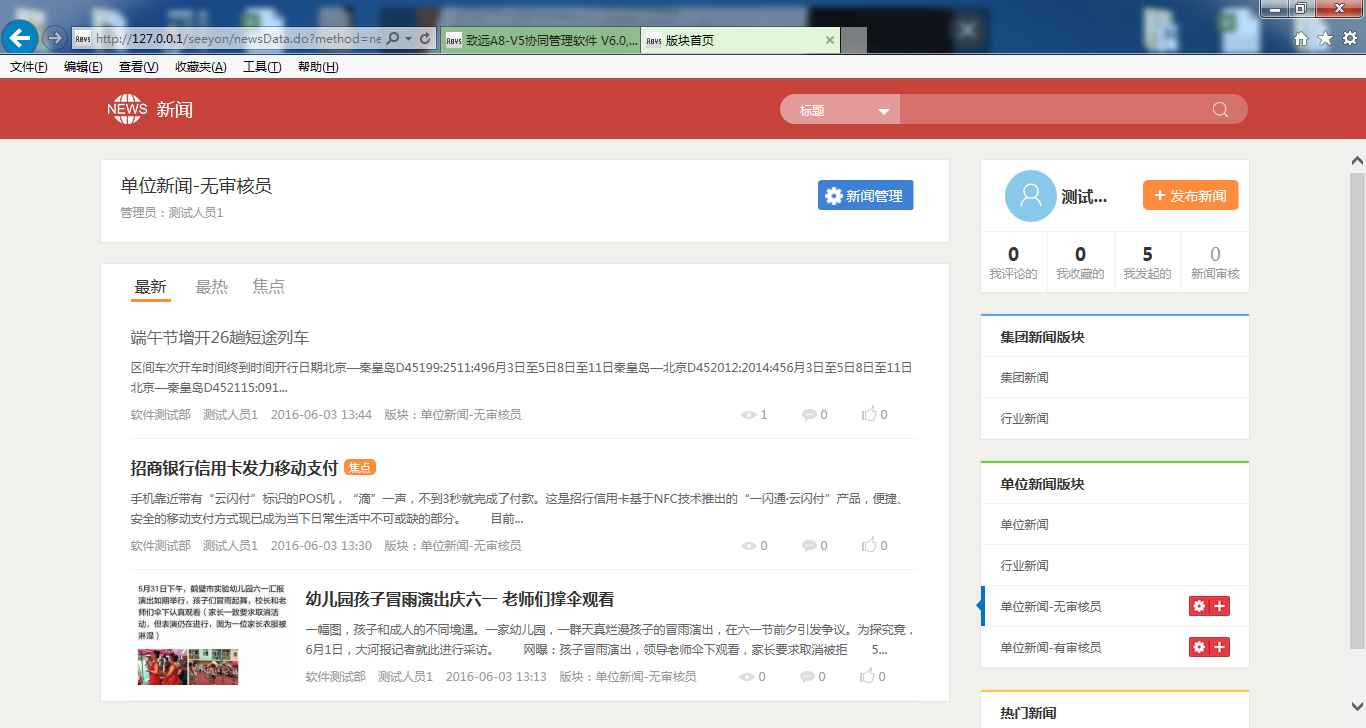 http://127.0.0.1/seeyon/newsData.do?method=ne
致远A8-V5协同管理软件 V6.0,...
版块首页
文件(F) 编辑(E) 查看(V) 收藏夹(A) 工具(T) 帮助(H)
NEWS 新闻
标题
单位新闻-无审核员
管理员：测试人员1
新闻管理
测试...
+ 发布新闻
0 0 5 0
我评论的 我收藏的 我发起的 新闻审核
最新 最热 焦点
端午节增开26趟短途列车
区间车次开车时间终到时间开行日期北京—秦皇岛D45199:2511:496月3日至5日8日至11日秦皇岛—北京D452012:2014:456月3日至5日8日至11日
北京—秦皇岛D452115:091...
软件测试部 测试人员1 2016-06-03 13:44 版块：单位新闻-无审核员 1 0 0
招商银行信用卡发力移动支付 焦点
手机靠近带有“云闪付”标识的POS机，“滴”一声，不到3秒就完成了付款。这是招行信用卡基于NFC技术推出的“一闪通·云闪付”产品，便捷、
安全的移动支付方式现已成为当下日常生活中不可或缺的部分。 目前...
软件测试部 测试人员1 2016-06-03 13:30 版块：单位新闻-无审核员 0 0 0
5月31日下午，鹤壁市实验幼儿园六一汇报
演出如期举行，孩子们冒雨起舞，校长和老
师们伞下认真观看（家长一致要求取消活
动，但表演仍在进行，图为一位家长衣服被
淋湿）
幼儿园孩子冒雨演出庆六一 老师们撑伞观看
一幅图，孩子和成人的不同境遇。一家幼儿园，一群天真烂漫孩子的冒雨演出，在六一节前夕引发争议。为探究竟，
6月1日，大河报记者就此进行采访。 网曝：孩子冒雨演出，领导老师伞下观看，家长要求取消被拒 5...
软件测试部 测试人员1 2016-06-03 13:13 版块：单位新闻-无审核员 0 0 0
集团新闻版块
集团新闻
行业新闻
单位新闻版块
单位新闻
行业新闻
单位新闻-无审核员
单位新闻-有审核员
热门新闻